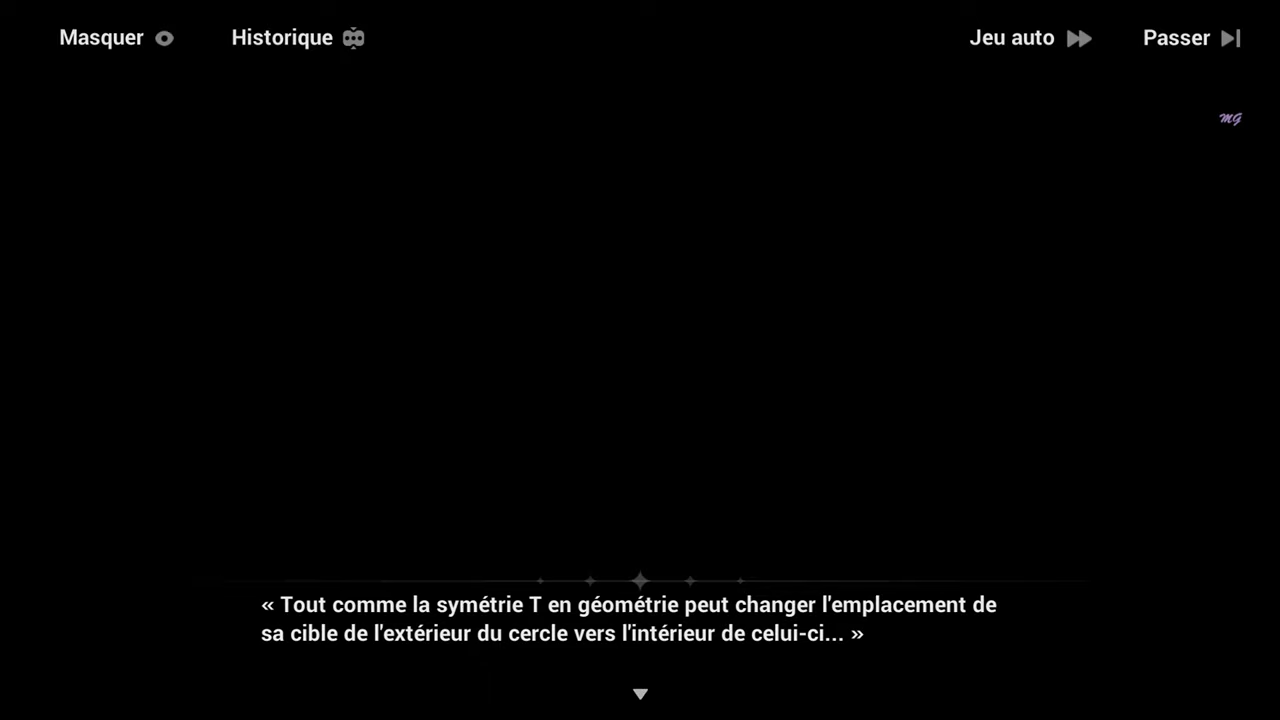 Masquer
Historique
Jeu auto
Passer
MG
« Tout comme la symétrie T en géométrie peut changer l'emplacement de
sa cible de l'extérieur du cercle vers l'intérieur de celui-ci... »